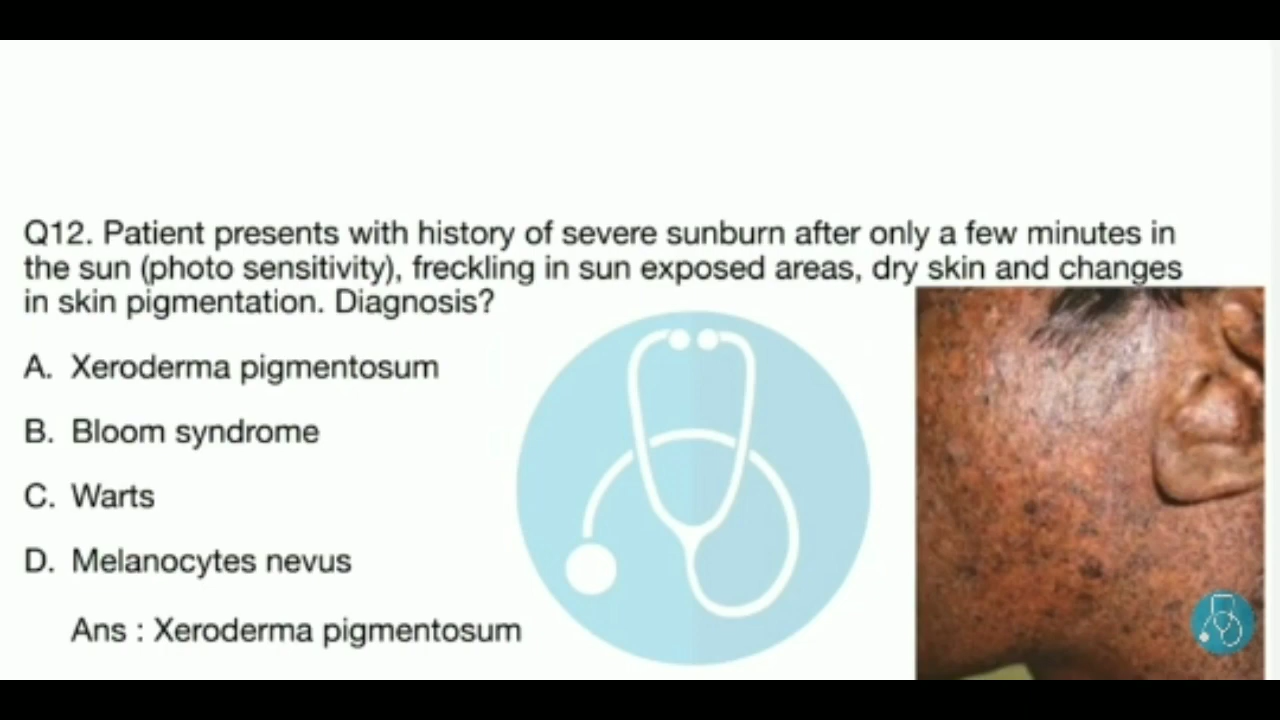 Q12. Patient presents with history of severe sunburn after only a few minutes in
the sun (photo sensitivity), freckling in sun exposed areas, dry skin and changes
in skin pigmentation. Diagnosis?
A. Xeroderma pigmentosum
B. Bloom syndrome
C. Warts
D. Melanocytes nevus
Ans : Xeroderma pigmentosum